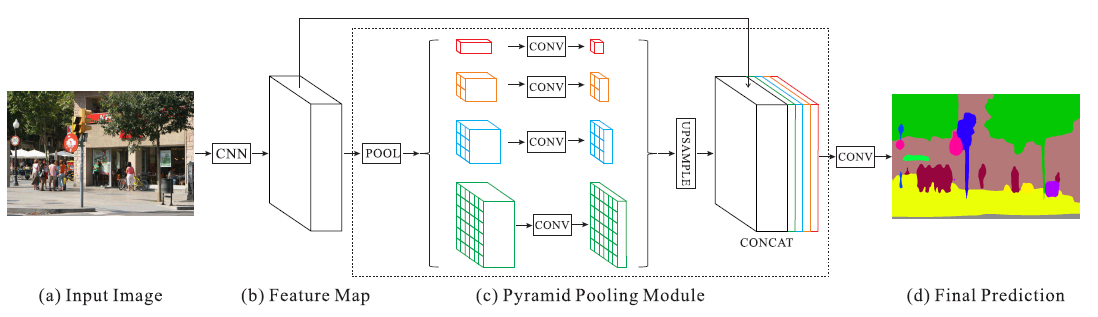 CONV
CONV
CONV
CONV
CNN
POOL
UPSAMPLE
CONV
CONCAT
(a) Input Image
(b) Feature Map
(c) Pyramid Pooling Module
(d) Final Prediction